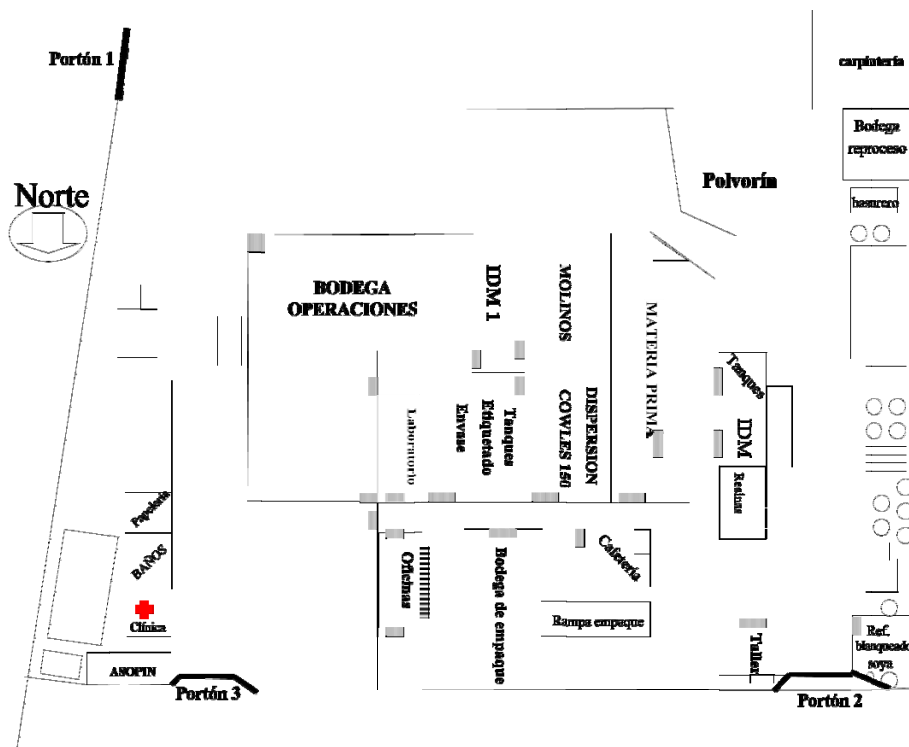 Portón 1
carpintería
Bodega
reproceso
Polvorín
Norte
basurero
BODEGA
OPERACIONES
IDM 1
MOLINOS
MATERIA PRIMA
Tanques
IDM
Laboratorio
Envase
Etiquetado
Tanques
COWLES 150
DISPERSION
Resinas
Papelería
BAÑOS
Clínica
ASOPIN
Portón 3
Oficinas
Bodega de empaque
Cafetería
Rampa empaque
Taller
Ref.
blanqueado
soya
Portón 2